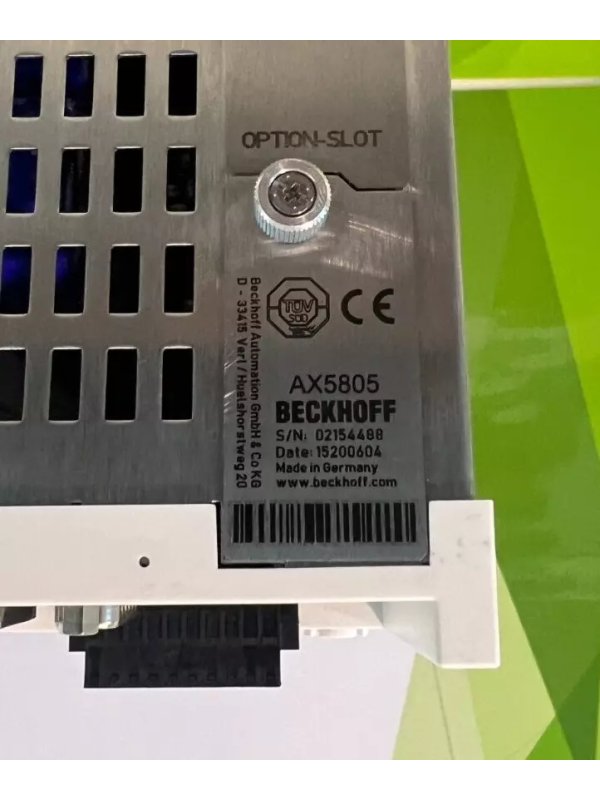 OPTION-SLOT
TÜV
SÜD
CE
Beckhoff Automation GmbH & Co KG
D - 33415 Verl / Huelshorstweg 20
AX5805
BECKHOFF
S/N: 02154488
Date: 15200604
Made in Germany
www.beckhoff.com